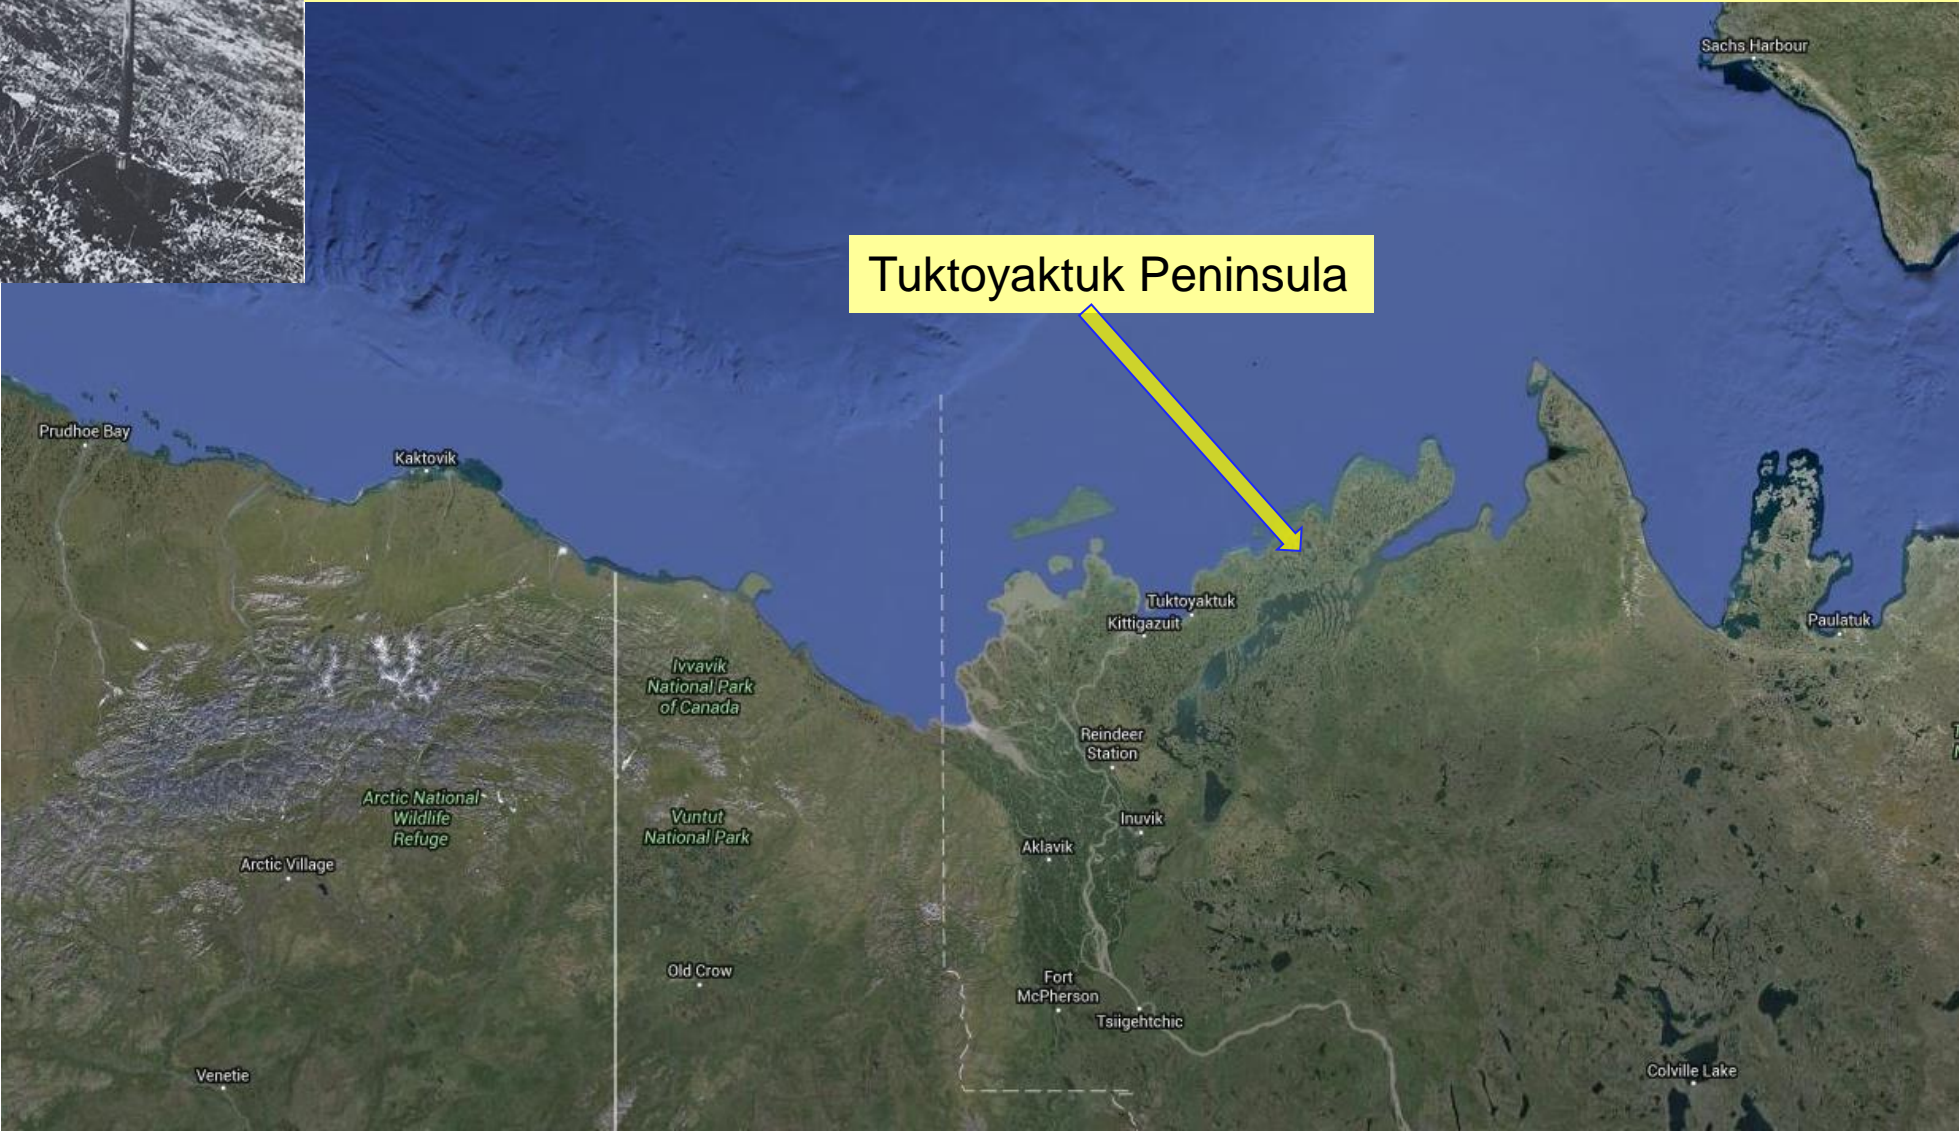 Sachs Harbour
Tuktoyaktuk Peninsula
Prudhoe Bay
Kaktovik
Tuktoyaktuk
Kittigazuit
Paulatuk
Ivvavik
National Park
of Canada
Reindeer
Station
Arctic National
Wildlife
Refuge
Vuntut
National Park
Inuvik
Aklavik
Arctic Village
Old Crow
Fort
McPherson
Tsiigehtchic
Venetie
Colville Lake